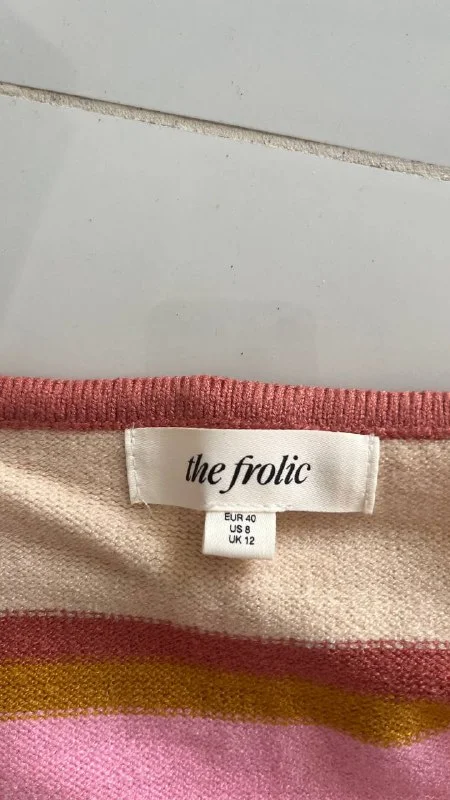 the frolic
EUR 40
US 8
UK 12